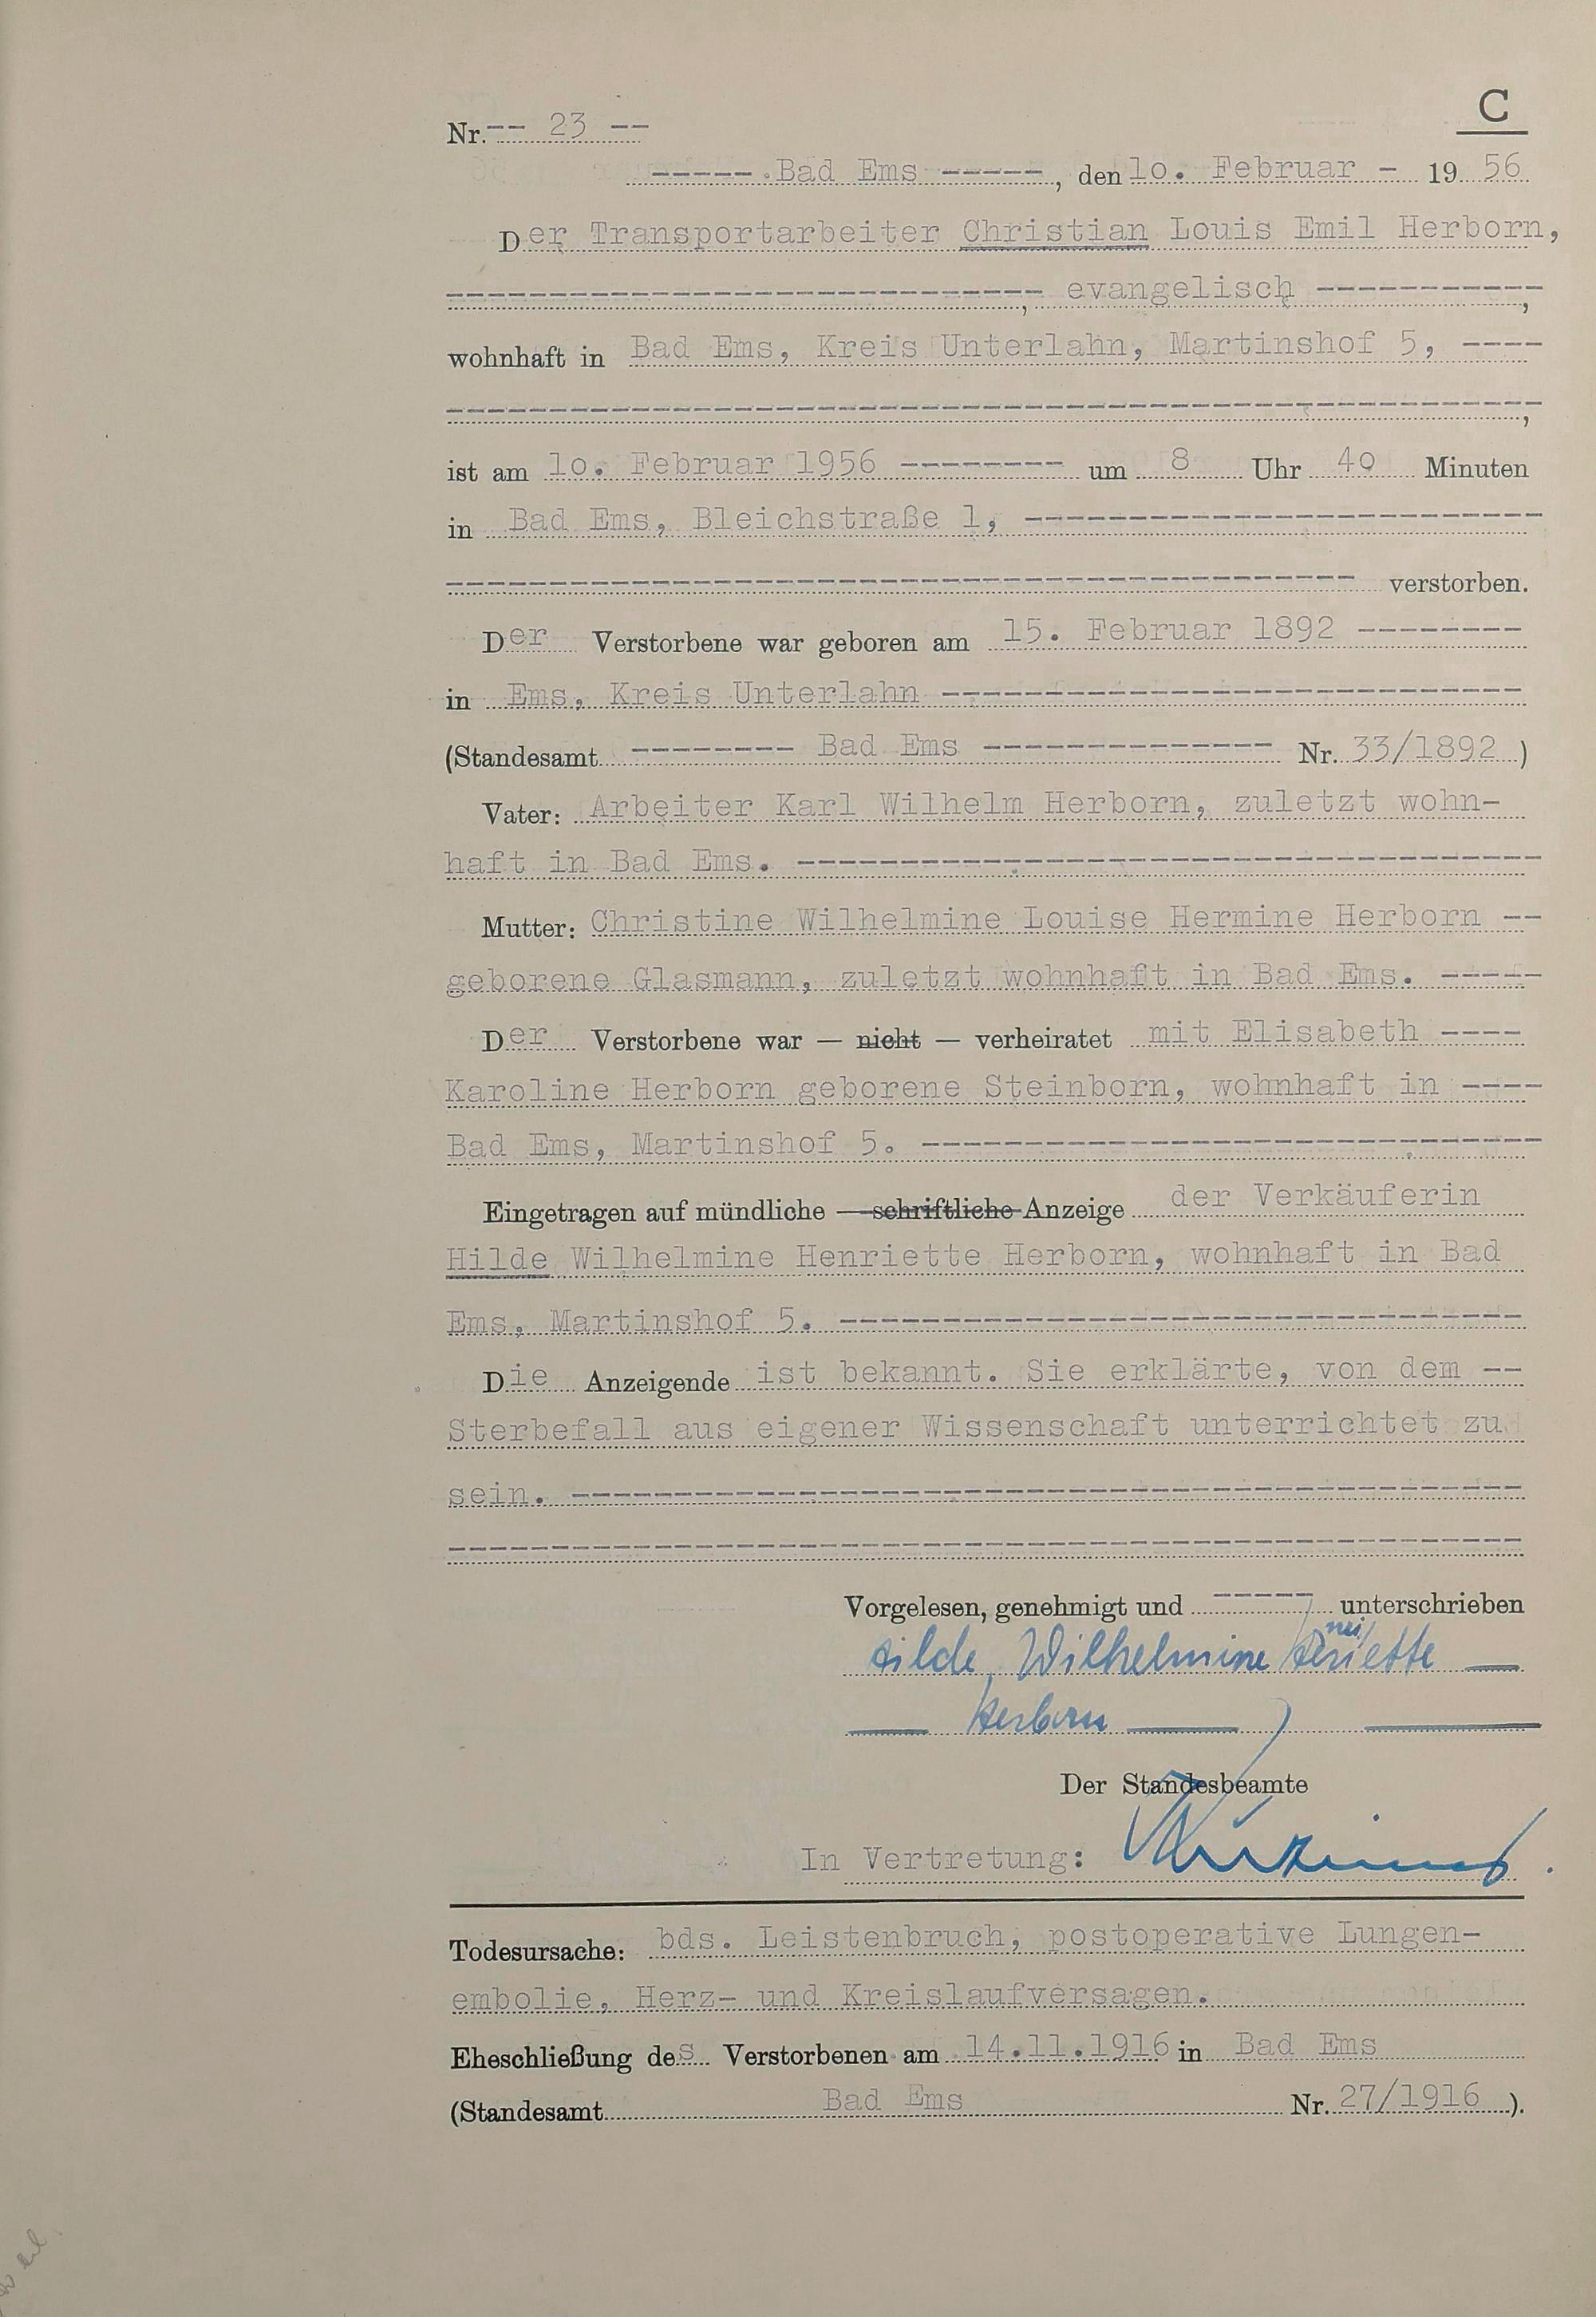 C
Nr. -- 23 --
----- Bad Ems -----, den 1o. Februar - 1956
Der Transportarbeiter Christian Louis Emil Herborn,
-----------------------------, evangelisch -----------,
wohnhaft in Bad Ems, Kreis Unterlahn, Martinshof 5, ----
-----------------------------------------------------,
ist am 1o. Februar 1956 -------- um 8 Uhr 4o Minuten
in Bad Ems, Bleichstraße 1, -------------------------
-------------------------------------------- verstorben.
Der Verstorbene war geboren am 15. Februar 1892 --------
in Ems, Kreis Unterlahn ----------------------------
(Standesamt -------- Bad Ems -------------- Nr. 33/1892 )
Vater: Arbeiter Karl Wilhelm Herborn, zuletzt wohn-
haft in Bad Ems. ------------------------------------
Mutter: Christine Wilhelmine Louise Hermine Herborn --
geborene Glasmann, zuletzt wohnhaft in Bad Ems. -----
Der Verstorbene war — nicht — verheiratet mit Elisabeth ----
Karoline Herborn geborene Steinborn, wohnhaft in ----
Bad Ems, Martinshof 5. ------------------------------
Eingetragen auf mündliche — schriftliche Anzeige der Verkäuferin
Hilde Wilhelmine Henriette Herborn, wohnhaft in Bad
Ems, Martinshof 5. ---------------------------------
Die Anzeigende ist bekannt. Sie erklärte, von dem --
Sterbefall aus eigener Wissenschaft unterrichtet zu
sein. ----------------------------------------------
----------------------------------------------------
Vorgelesen, genehmigt und ----- unterschrieben
Hilde Wilhelmine Henriette —
— Herborn — —
Der Standesbeamte
In Vertretung:
Todesursache: bds. Leistenbruch, postoperative Lungen-
embolie, Herz- und Kreislaufversagen.
Eheschließung des Verstorbenen am 14.11.1916 in Bad Ems
(Standesamt Bad Ems Nr. 27/1916 ).